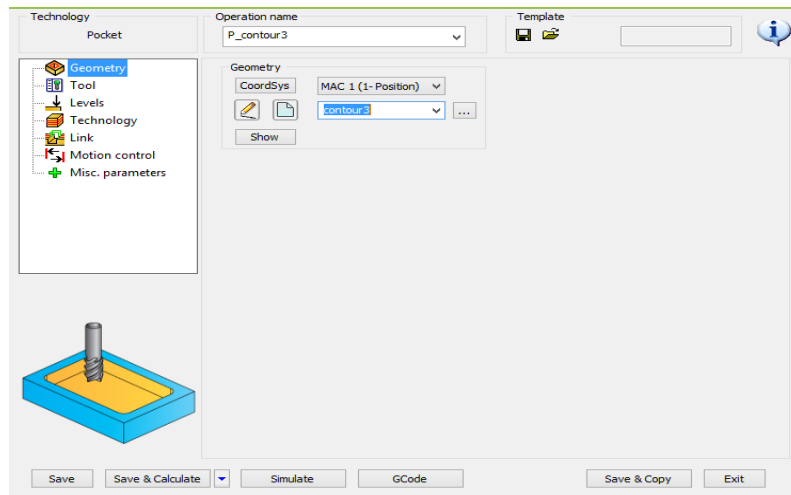 Technology
Pocket
Operation name
P_contour3
Template
Geometry
Tool
Levels
Technology
Link
Motion control
Misc. parameters
Geometry
CoordSys
MAC 1 (1- Position)
contour3
...
Show
Save
Save & Calculate
Simulate
GCode
Save & Copy
Exit